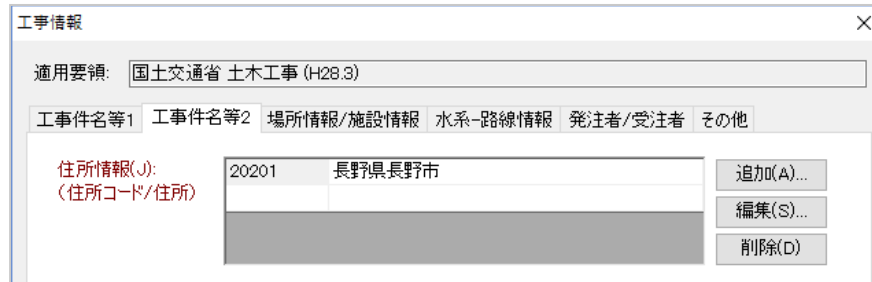 工事情報
適用要領: 国土交通省 土木工事(H28.3)
工事件名等1 工事件名等2 場所情報/施設情報 水系-路線情報 発注者/受注者 その他
住所情報(J): 20201 長野県長野市 追加(A)...
(住所コード/住所) 編集(S)...
削除(D)